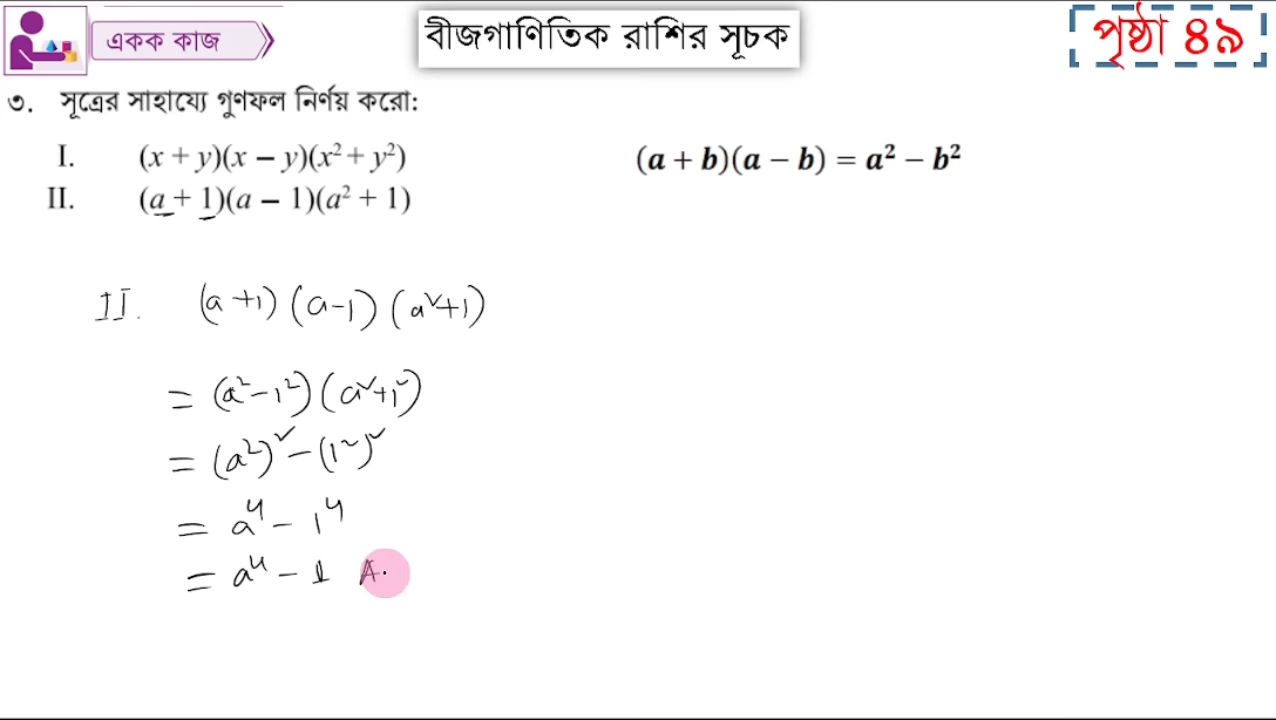 একক কাজ
বীজগাণিতিক রাশির সূচক
পৃষ্ঠা ৪৯
৩. সূত্রের সাহায্যে গুণফল নির্ণয় করো:
I. (x + y)(x − y)(x² + y²)
(a + b)(a − b) = a² − b²
II. (a + 1)(a − 1)(a² + 1)
II. (a+1) (a-1) (a²+1)
= (a²-1²) (a²+1²)
= (a²)² - (1²)²
= a⁴ - 1⁴
= a⁴ - 1 A.